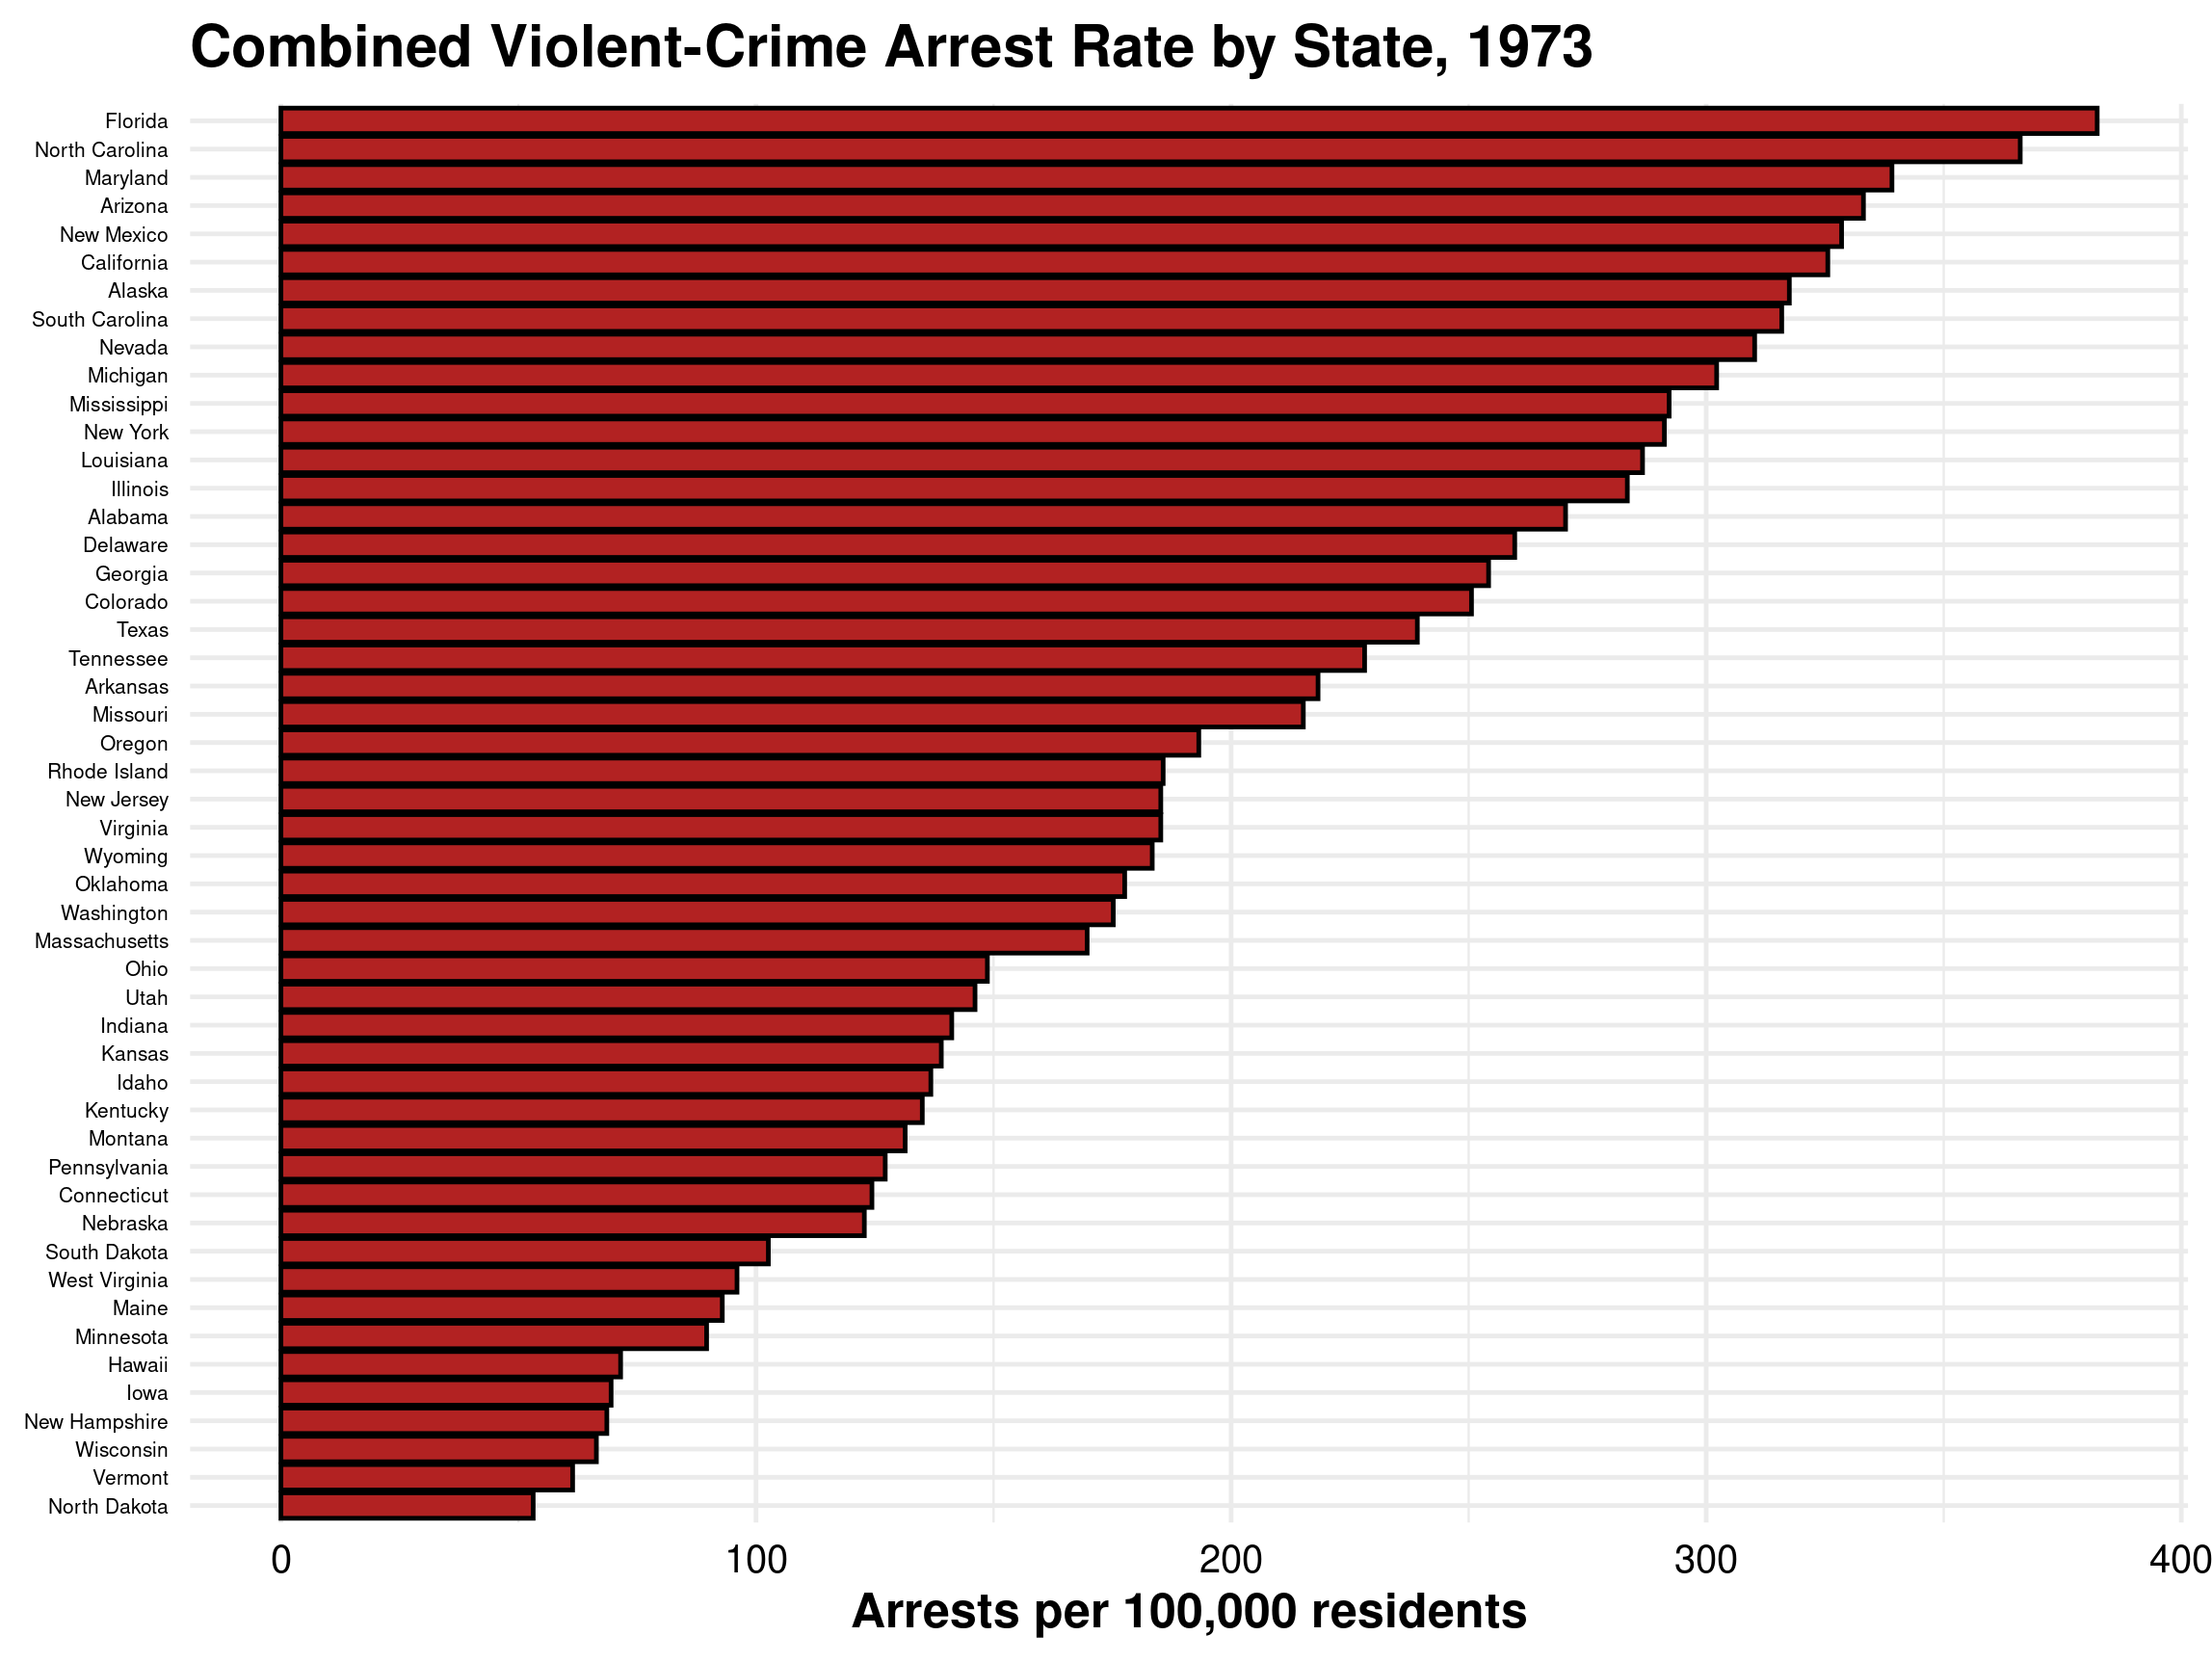 Combined Violent-Crime Arrest Rate by State, 1973
Florida
North Carolina
Maryland
Arizona
New Mexico
California
Alaska
South Carolina
Nevada
Michigan
Mississippi
New York
Louisiana
Illinois
Alabama
Delaware
Georgia
Colorado
Texas
Tennessee
Arkansas
Missouri
Oregon
Rhode Island
New Jersey
Virginia
Wyoming
Oklahoma
Washington
Massachusetts
Ohio
Utah
Indiana
Kansas
Idaho
Kentucky
Montana
Pennsylvania
Connecticut
Nebraska
South Dakota
West Virginia
Maine
Minnesota
Hawaii
Iowa
New Hampshire
Wisconsin
Vermont
North Dakota
0 100 200 300 400
Arrests per 100,000 residents